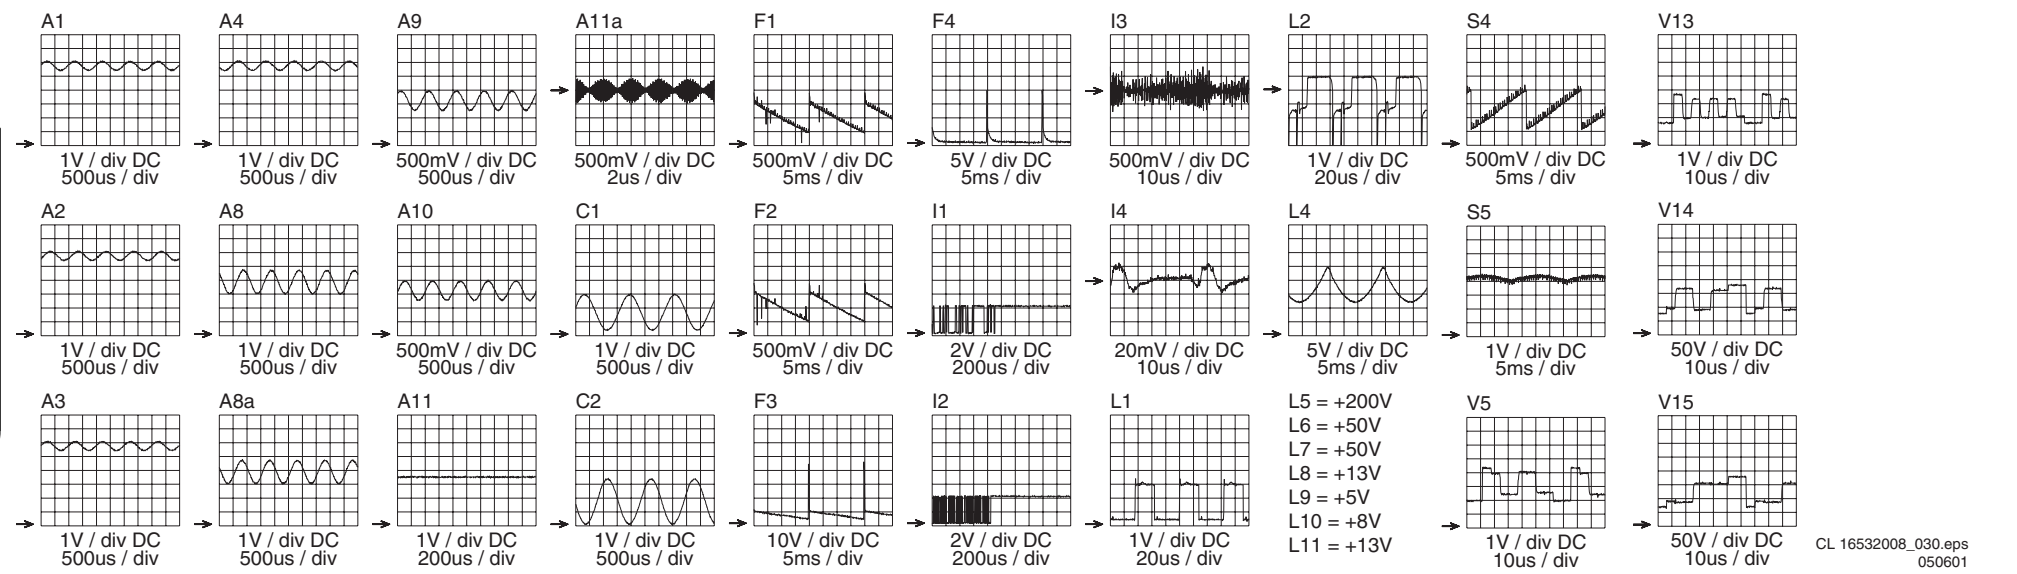 A1
1V / div DC
500us / div
A4
1V / div DC
500us / div
A9
500mV / div DC
500us / div
A11a
500mV / div DC
2us / div
F1
500mV / div DC
5ms / div
F4
5V / div DC
5ms / div
I3
500mV / div DC
10us / div
L2
1V / div DC
20us / div
S4
500mV / div DC
5ms / div
V13
1V / div DC
10us / div
A2
1V / div DC
500us / div
A8
1V / div DC
500us / div
A10
500mV / div DC
500us / div
C1
1V / div DC
500us / div
F2
500mV / div DC
5ms / div
I1
2V / div DC
200us / div
I4
20mV / div DC
10us / div
L4
5V / div DC
5ms / div
S5
1V / div DC
5ms / div
V14
50V / div DC
10us / div
A3
1V / div DC
500us / div
A8a
1V / div DC
500us / div
A11
1V / div DC
200us / div
C2
1V / div DC
500us / div
F3
10V / div DC
5ms / div
I2
2V / div DC
200us / div
L1
1V / div DC
20us / div
L5 = +200V
L6 = +50V
L7 = +50V
L8 = +13V
L9 = +5V
L10 = +8V
L11 = +13V
V5
1V / div DC
10us / div
V15
50V / div DC
10us / div
CL 16532008_030.eps
050601